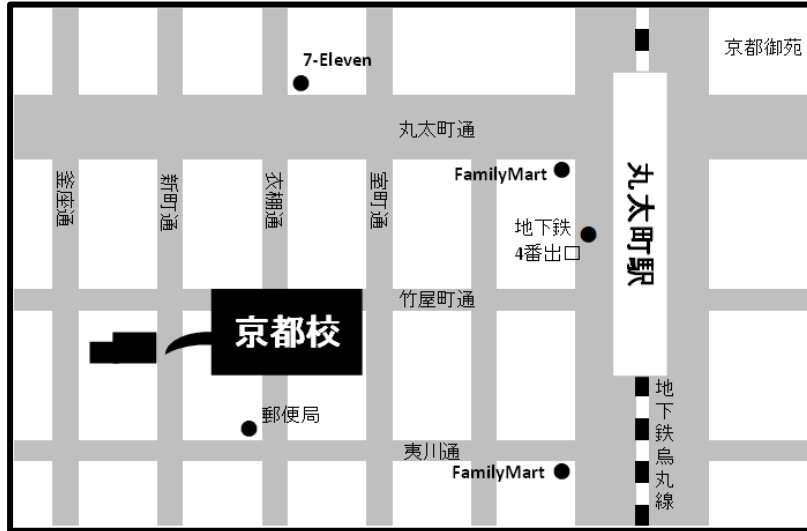 京都御苑
7-Eleven
丸太町通
FamilyMart
丸太町駅
釜座通
新町通
衣棚通
室町通
地下鉄
4番出口
竹屋町通
京都校
郵便局
夷川通
FamilyMart
地下鉄烏丸線